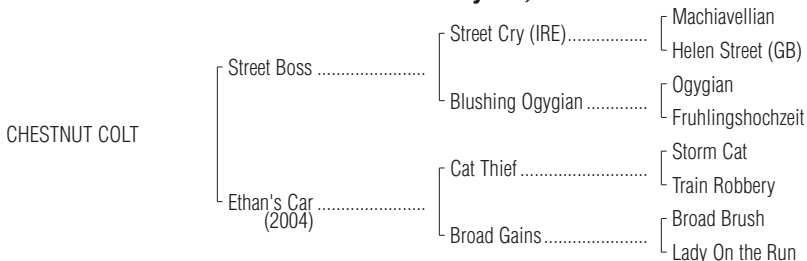 Machiavellian
Street Cry (IRE)..................
Helen Street (GB)
Street Boss ........................
Ogygian
Blushing Ogygian ..............
Fruhlingshochzeit
CHESTNUT COLT
Storm Cat
Cat Thief ............................
Train Robbery
Ethan's Car ........................
(2004)
Broad Brush
Broad Gains.......................
Lady On the Run